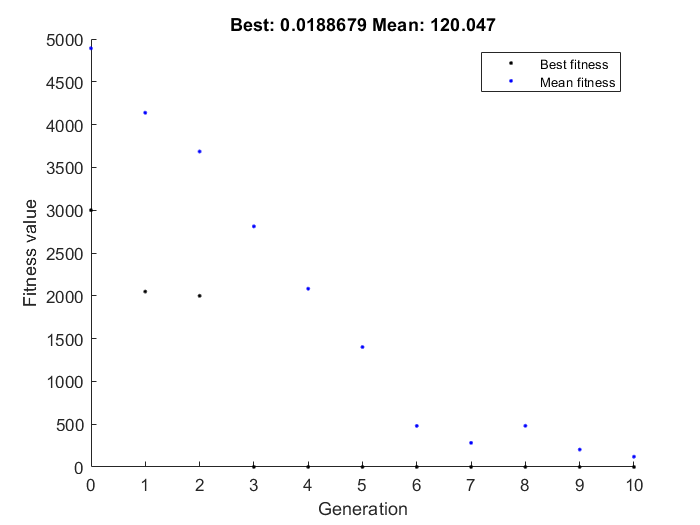 Best: 0.0188679 Mean: 120.047
Best fitness
Mean fitness
5000
4500
4000
3500
3000
2500
2000
1500
1000
500
0
Fitness value
0 1 2 3 4 5 6 7 8 9 10
Generation